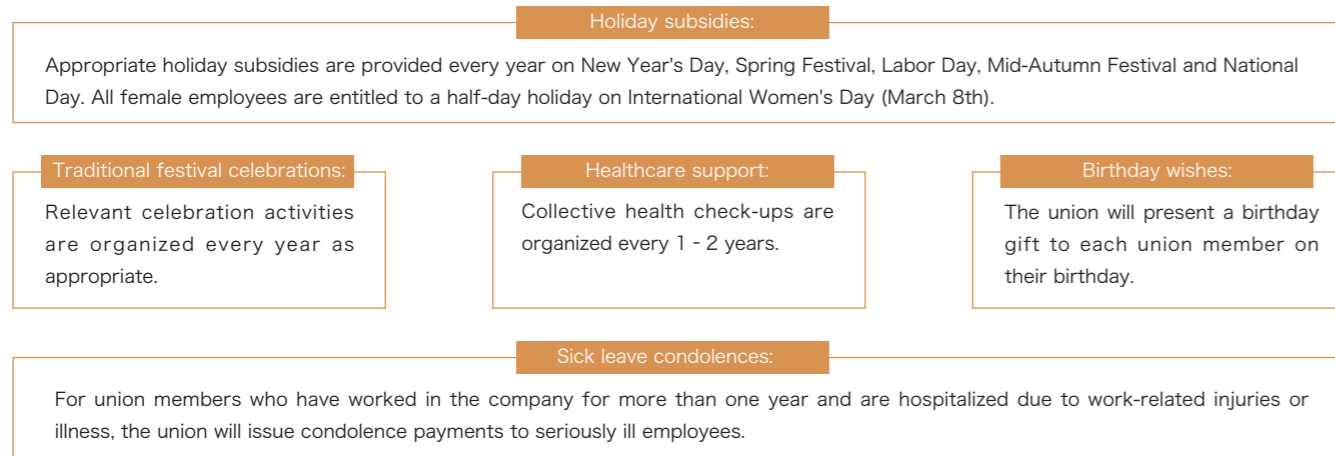 Holiday subsidies:
Appropriate holiday subsidies are provided every year on New Year's Day, Spring Festival, Labor Day, Mid-Autumn Festival and National
Day. All female employees are entitled to a half-day holiday on International Women's Day (March 8th).
Traditional festival celebrations:
Relevant celebration activities
are organized every year as
appropriate.
Healthcare support:
Collective health check-ups are
organized every 1 - 2 years.
Birthday wishes:
The union will present a birthday
gift to each union member on
their birthday.
Sick leave condolences:
For union members who have worked in the company for more than one year and are hospitalized due to work-related injuries or
illness, the union will issue condolence payments to seriously ill employees.